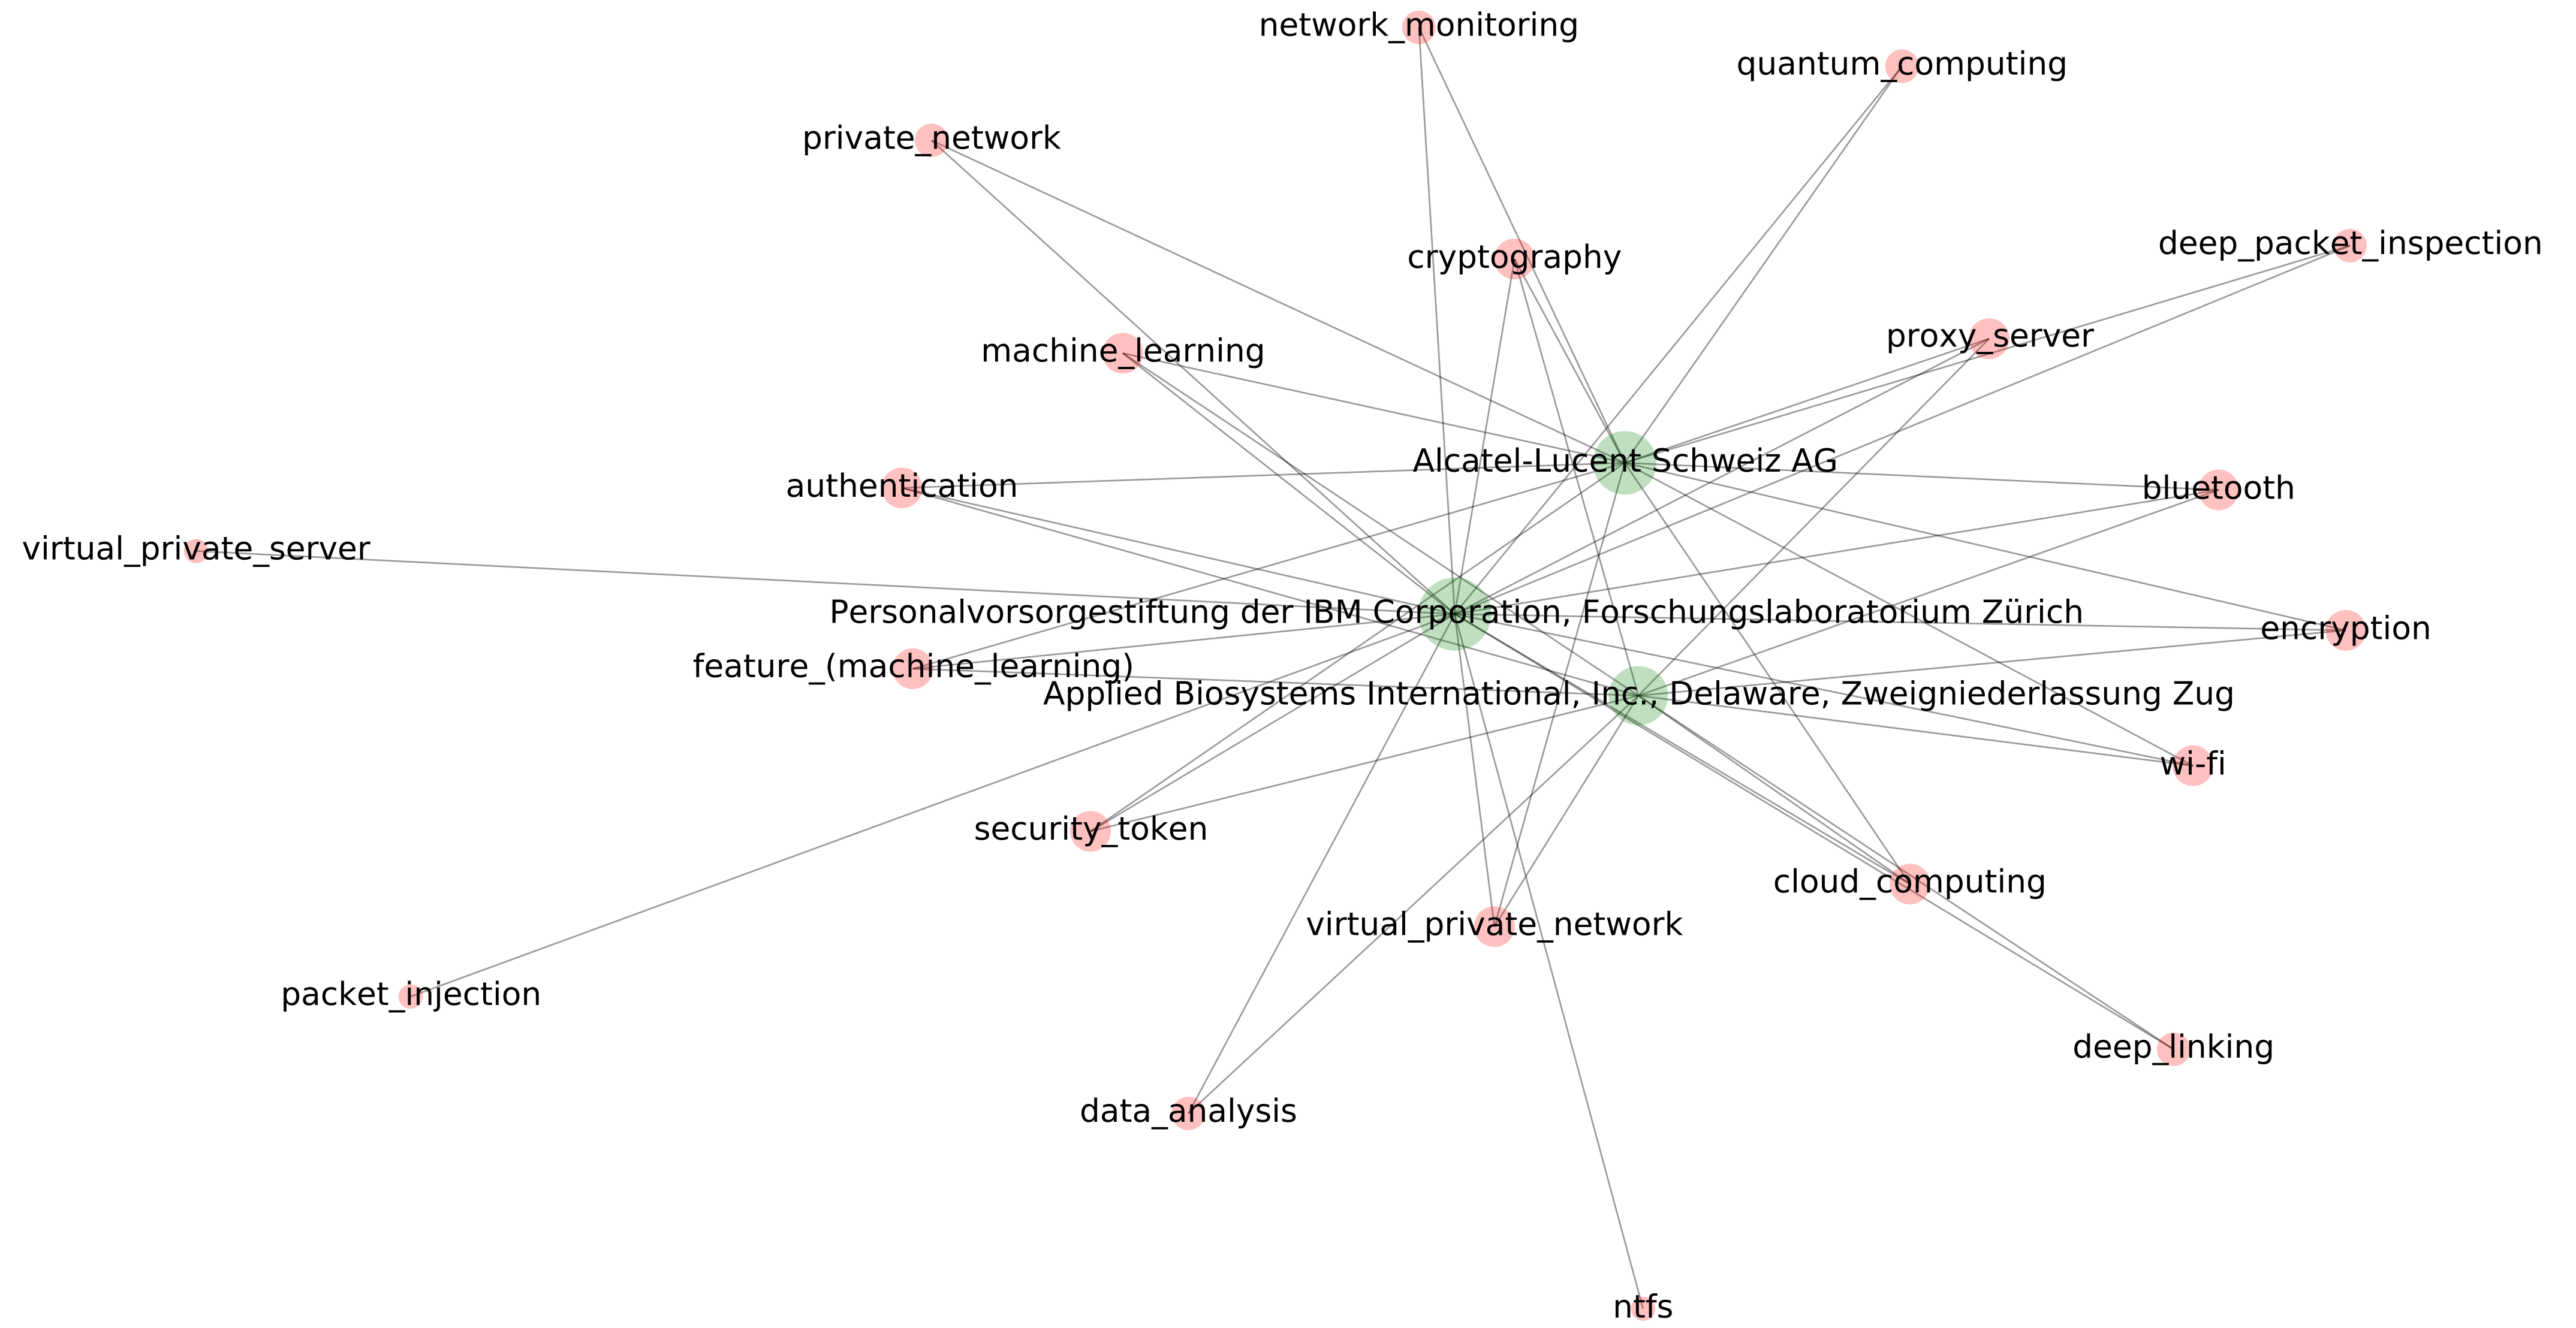 network_monitoring
quantum_computing
private_network
deep_packet_inspection
cryptography
proxy_server
machine_learning
Alcatel-Lucent Schweiz AG
authentication
bluetooth
virtual_private_server
Personalvorsorgestiftung der IBM Corporation, Forschungslaboratorium Zürich
encryption
feature_(machine_learning)
Applied Biosystems International, Inc., Delaware, Zweigniederlassung Zug
wi-fi
security_token
cloud_computing
virtual_private_network
packet_injection
deep_linking
data_analysis
ntfs